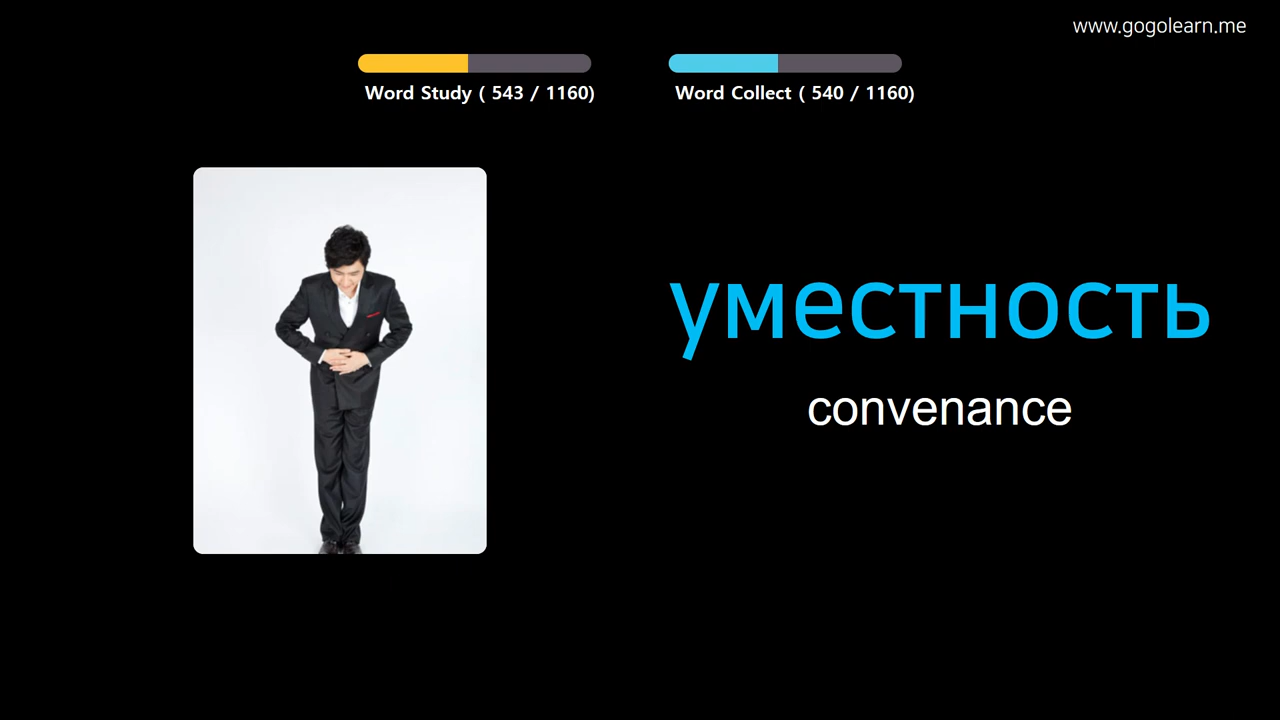 www.gogolearn.me
Word Study ( 543 / 1160)
Word Collect ( 540 / 1160)
уместность
convenance